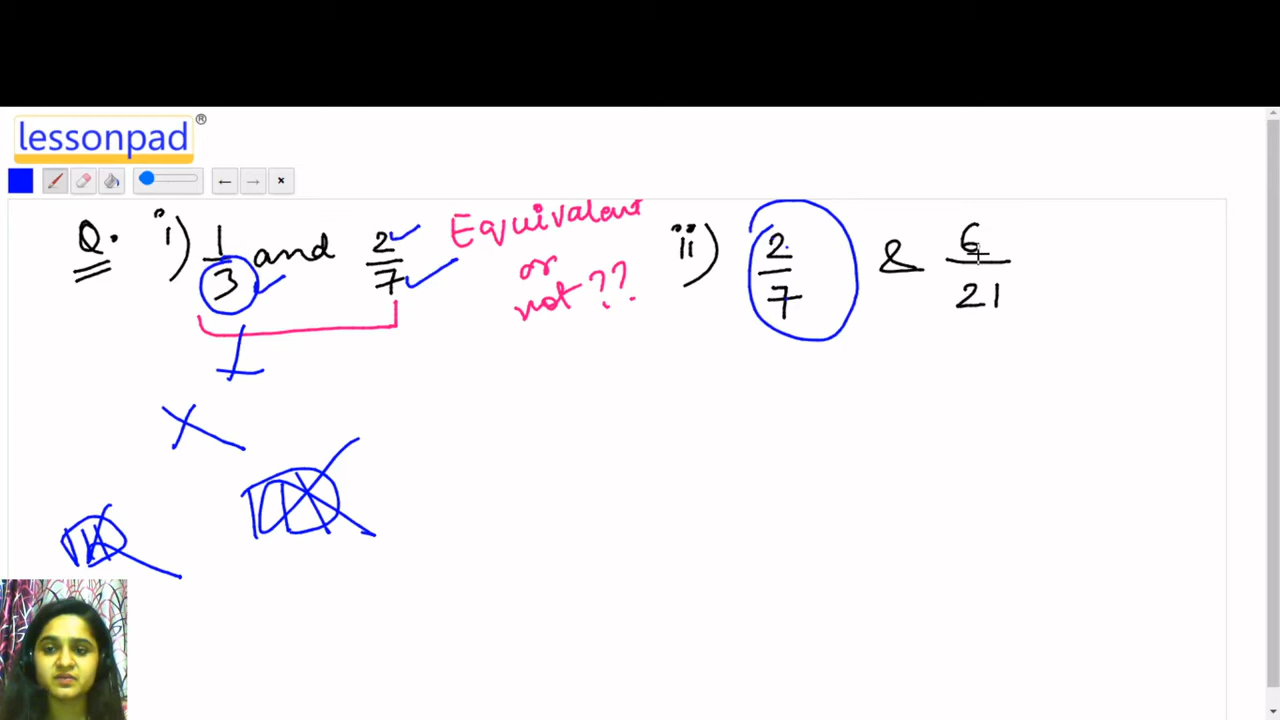 lessonpad®
Q. i) 1/3 and 2/7 Equivalent or not?? ii) 2/7 & 6/21